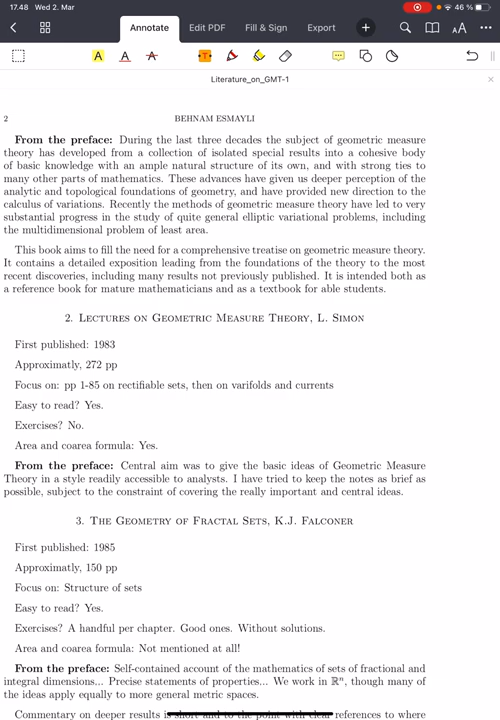 17.48 Wed 2. Mar
46 %
Annotate Edit PDF Fill & Sign Export
Literature_on_GMT-1
2 BEHNAM ESMAYLI
From the preface: During the last three decades the subject of geometric measure
theory has developed from a collection of isolated special results into a cohesive body
of basic knowledge with an ample natural structure of its own, and with strong ties to
many other parts of mathematics. These advances have given us deeper perception of the
analytic and topological foundations of geometry, and have provided new direction to the
calculus of variations. Recently the methods of geometric measure theory have led to very
substantial progress in the study of quite general elliptic variational problems, including
the multidimensional problem of least area.
This book aims to fill the need for a comprehensive treatise on geometric measure theory.
It contains a detailed exposition leading from the foundations of the theory to the most
recent discoveries, including many results not previously published. It is intended both as
a reference book for mature mathematicians and as a textbook for able students.
2. Lectures on Geometric Measure Theory, L. Simon
First published: 1983
Approximatly, 272 pp
Focus on: pp 1-85 on rectifiable sets, then on varifolds and currents
Easy to read? Yes.
Exercises? No.
Area and coarea formula: Yes.
From the preface: Central aim was to give the basic ideas of Geometric Measure
Theory in a style readily accessible to analysts. I have tried to keep the notes as brief as
possible, subject to the constraint of covering the really important and central ideas.
3. The Geometry of Fractal Sets, K.J. Falconer
First published: 1985
Approximatly, 150 pp
Focus on: Structure of sets
Easy to read? Yes.
Exercises? A handful per chapter. Good ones. Without solutions.
Area and coarea formula: Not mentioned at all!
From the preface: Self-contained account of the mathematics of sets of fractional and
integral dimensions... Precise statements of properties... We work in ℝⁿ, though many of
the ideas apply equally to more general metric spaces.
Commentary on deeper results is short and to the point with clear references to where